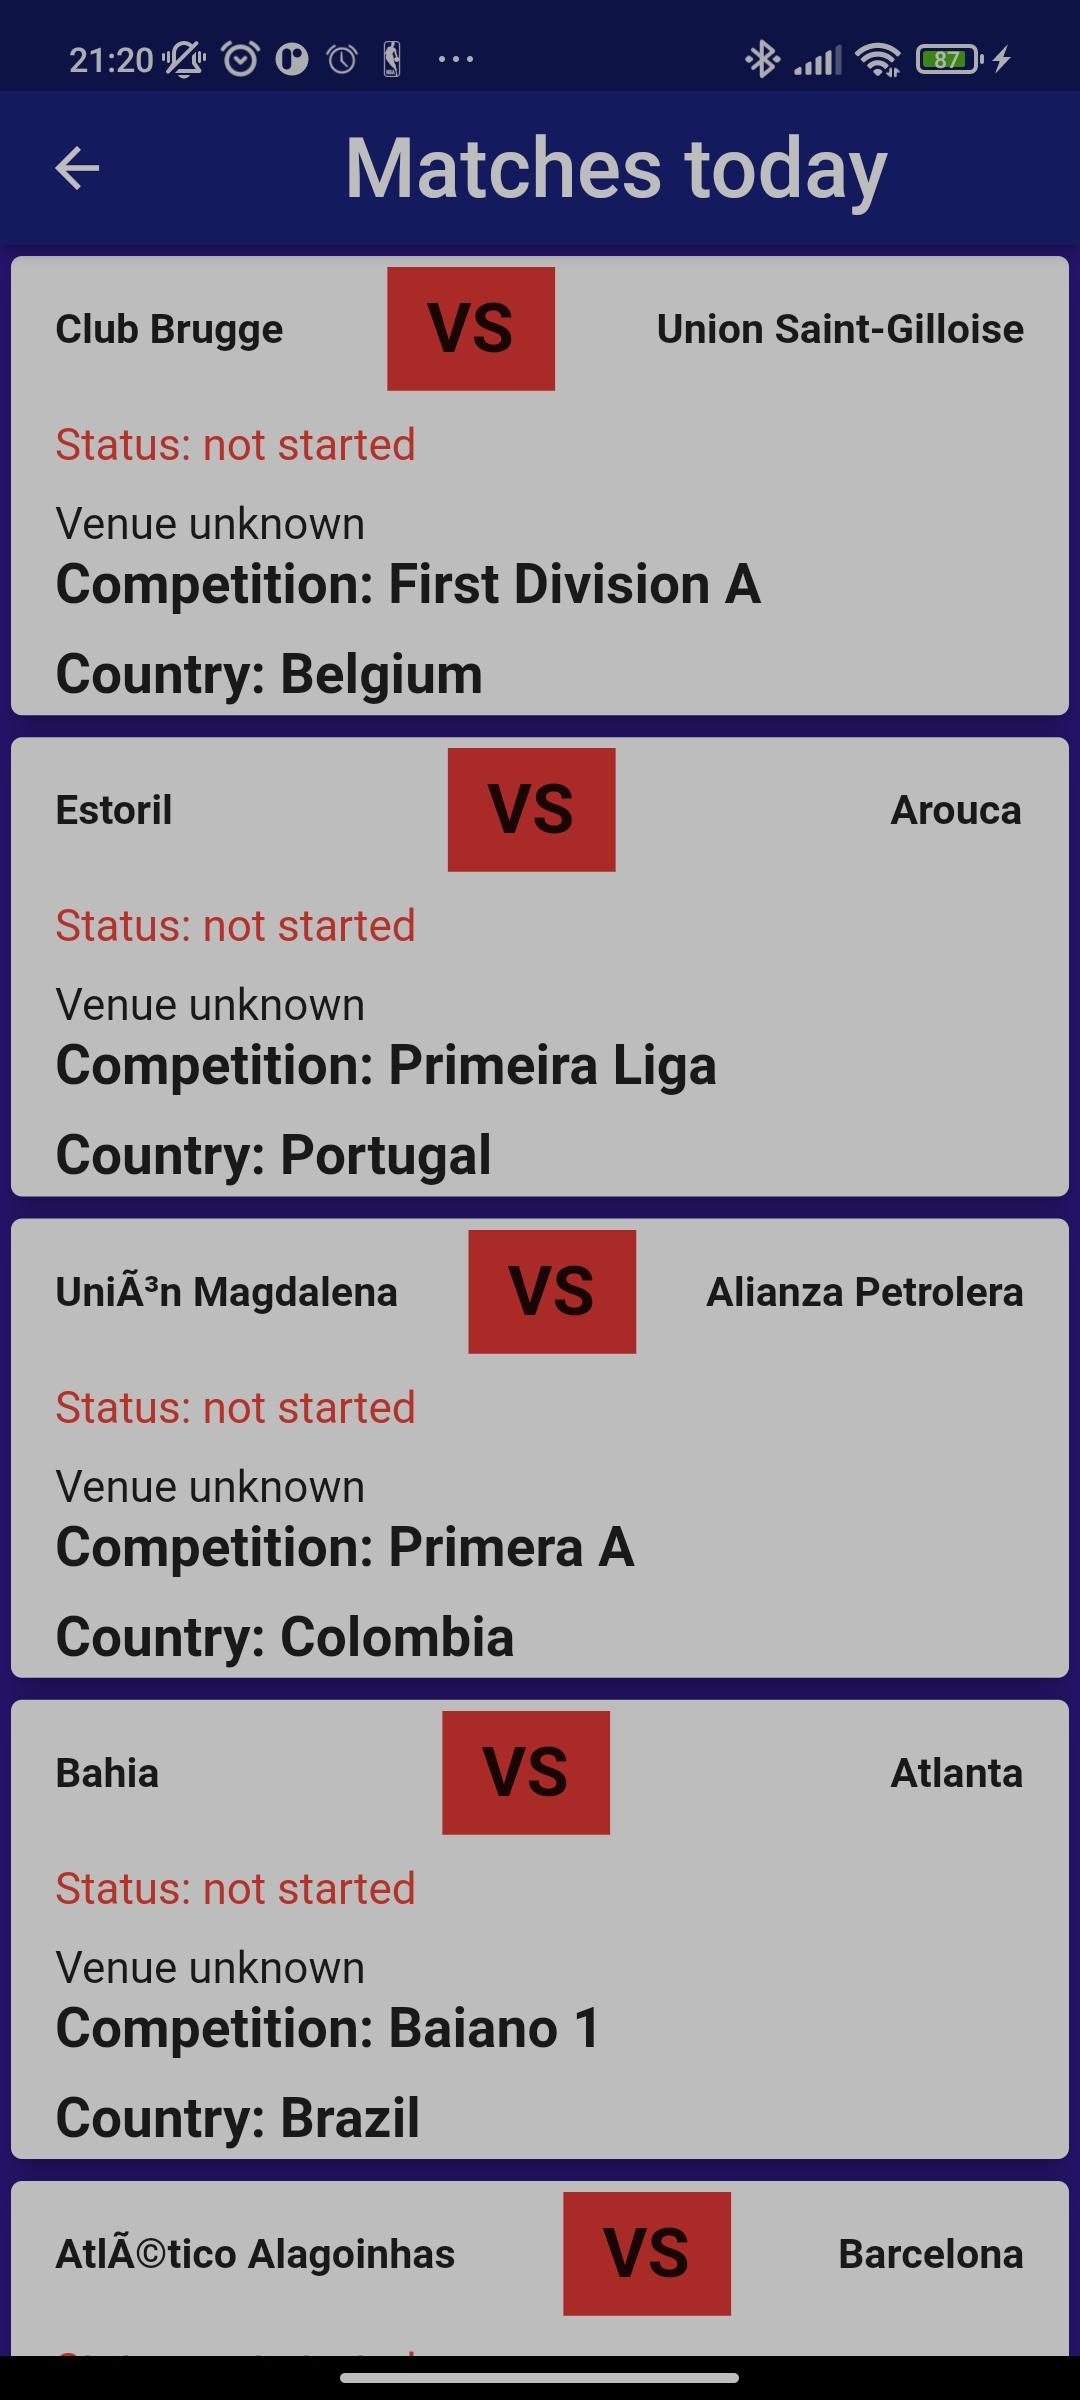 21:20 87
Matches today
Club Brugge VS Union Saint-Gilloise
Status: not started
Venue unknown
Competition: First Division A
Country: Belgium
Estoril VS Arouca
Status: not started
Venue unknown
Competition: Primeira Liga
Country: Portugal
UniÃ³n Magdalena VS Alianza Petrolera
Status: not started
Venue unknown
Competition: Primera A
Country: Colombia
Bahia VS Atlanta
Status: not started
Venue unknown
Competition: Baiano 1
Country: Brazil
AtlÃ©tico Alagoinhas VS Barcelona